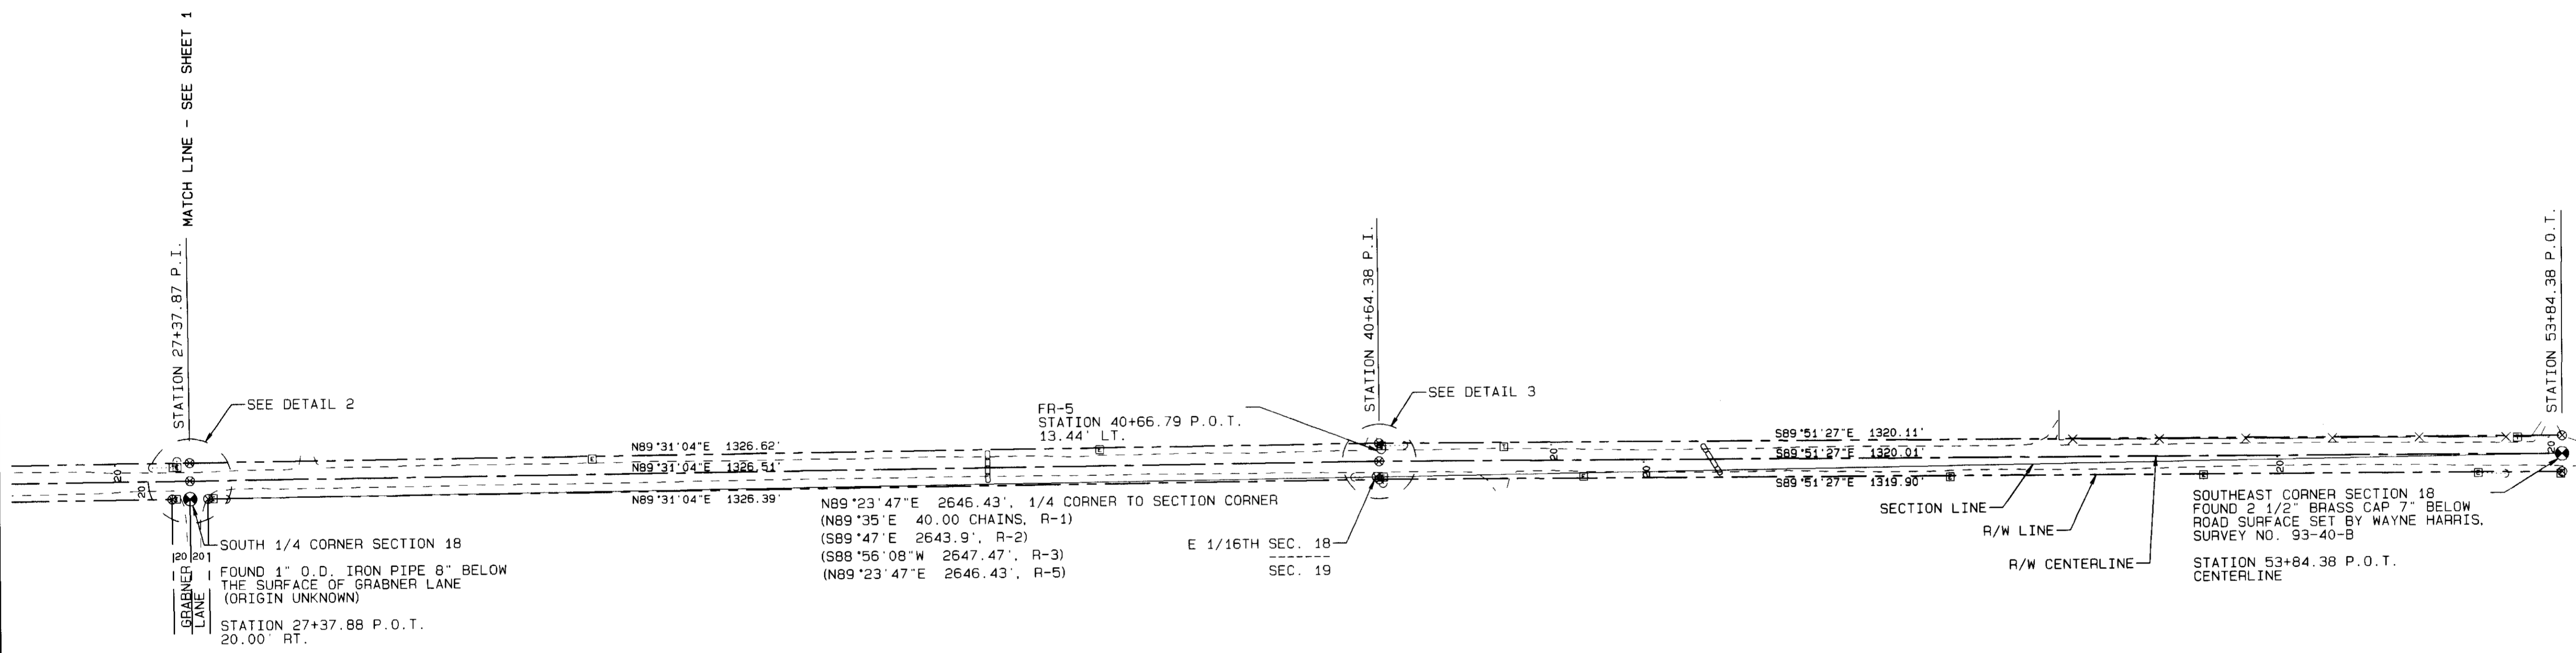 MATCH LINE - SEE SHEET 1
STATION 27+37.87 P.I.
SEE DETAIL 2
20
20
N89°31'04"E 1326.62'
N89°31'04"E 1326.51'
N89°31'04"E 1326.39'
SOUTH 1/4 CORNER SECTION 18
FOUND 1" O.D. IRON PIPE 8" BELOW
THE SURFACE OF GRABNER LANE
(ORIGIN UNKNOWN)
STATION 27+37.88 P.O.T.
20.00' RT.
20 20
GRABNER
LANE
N89°23'47"E 2646.43', 1/4 CORNER TO SECTION CORNER
(N89°35'E 40.00 CHAINS, R-1)
(S89°47'E 2643.9', R-2)
(S88°56'08"W 2647.47', R-3)
(N89°23'47"E 2646.43', R-5)
FR-5
STATION 40+66.79 P.O.T.
13.44' LT.
STATION 40+64.38 P.I.
SEE DETAIL 3
E 1/16TH SEC. 18
SEC. 19
20
20
S89°51'27"E 1320.11'
S89°51'27"E 1320.01'
S89°51'27"E 1319.90'
SECTION LINE
R/W LINE
R/W CENTERLINE
20
20'
STATION 53+84.38 P.O.T.
SOUTHEAST CORNER SECTION 18
FOUND 2 1/2" BRASS CAP 7" BELOW
ROAD SURFACE SET BY WAYNE HARRIS,
SURVEY NO. 93-40-B
STATION 53+84.38 P.O.T.
CENTERLINE